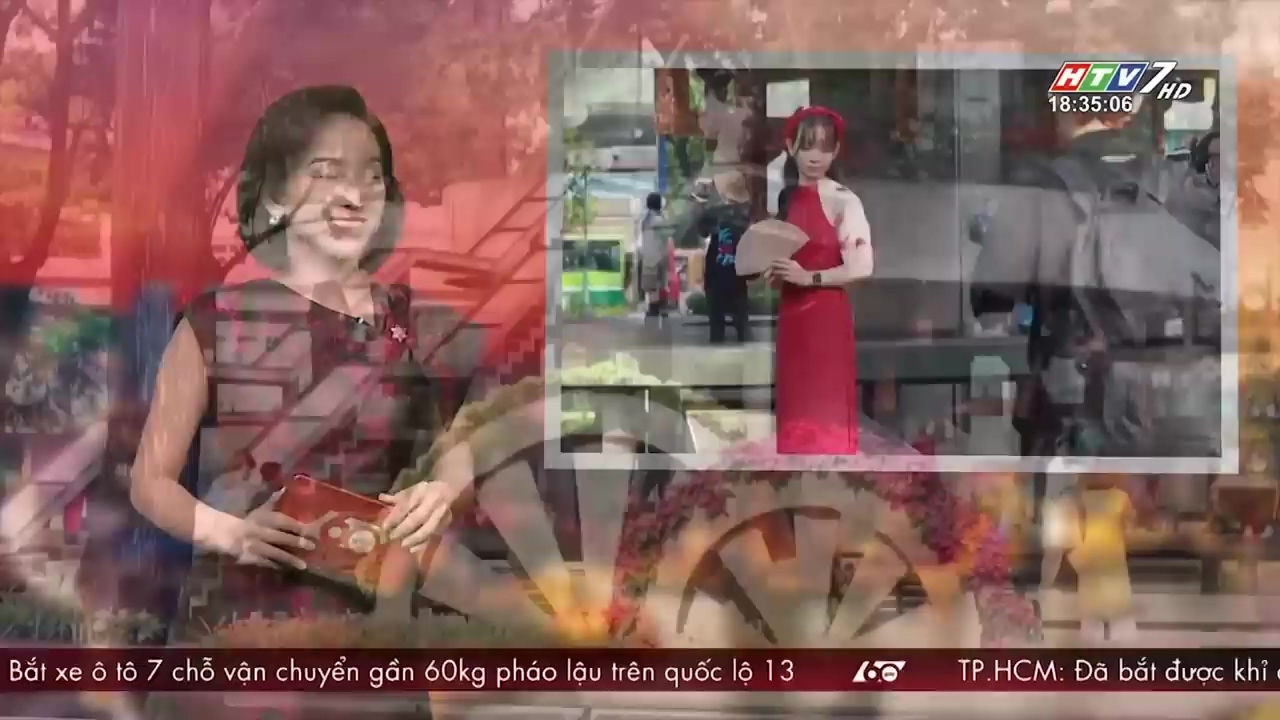 HTV7 HD
18:35:06
Bắt xe ô tô 7 chỗ vận chuyển gần 60kg pháo lậu trên quốc lộ 13 60 TP.HCM: Đã bắt được khỉ